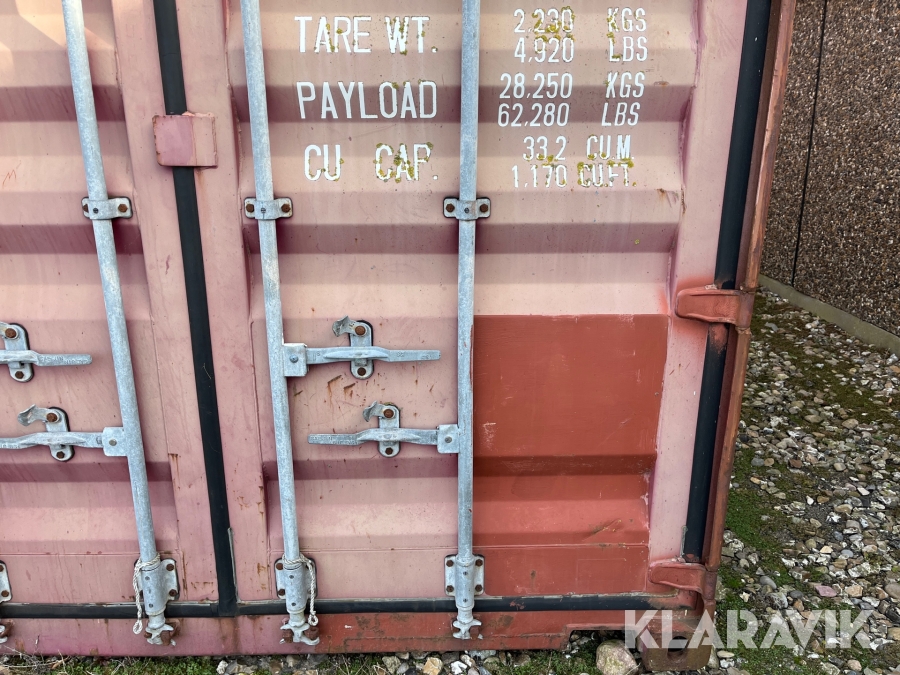 TARE WT. 2,230 KGS
4,920 LBS
PAYLOAD 28,250 KGS
62,280 LBS
CU CAP. 33.2 CU.M.
1,170 CU.FT.
KLARAVIK